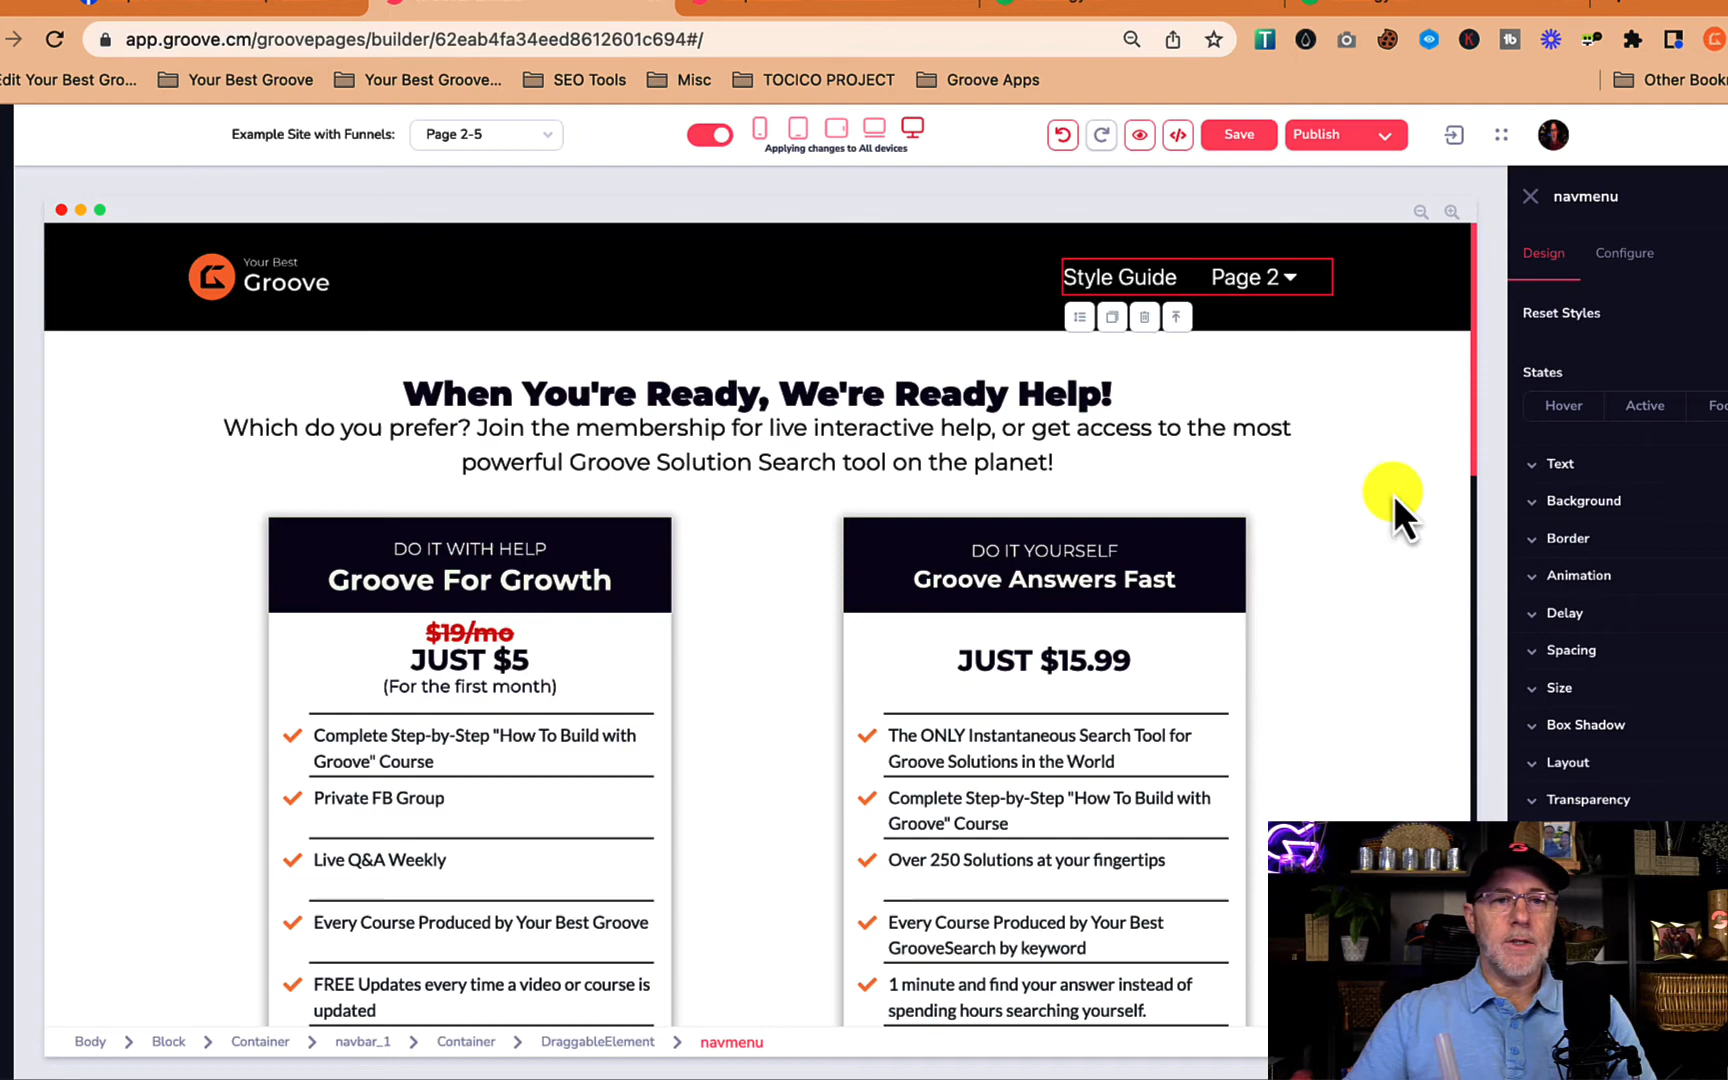 app.groove.cm/groovepages/builder/62eab4fa34eed8612601c694#/
dit Your Best Gro...
Your Best Groove
Your Best Groove...
SEO Tools
Misc
TOCICO PROJECT
Groove Apps
Other Bookm
Example Site with Funnels:
Page 2-5
Applying changes to All devices
Save
Publish
navmenu
Design
Configure
Reset Styles
States
Hover
Active
Foc
Text
Background
Border
Animation
Delay
Spacing
Size
Box Shadow
Layout
Transparency
Your Best
Groove
Style Guide
Page 2
When You're Ready, We're Ready Help!
Which do you prefer? Join the membership for live interactive help, or get access to the most
powerful Groove Solution Search tool on the planet!
DO IT WITH HELP
Groove For Growth
$19/mo
JUST $5
(For the first month)
Complete Step-by-Step "How To Build with
Groove" Course
Private FB Group
Live Q&A Weekly
Every Course Produced by Your Best Groove
FREE Updates every time a video or course is
updated
DO IT YOURSELF
Groove Answers Fast
JUST $15.99
The ONLY Instantaneous Search Tool for
Groove Solutions in the World
Complete Step-by-Step "How To Build with
Groove" Course
Over 250 Solutions at your fingertips
Every Course Produced by Your Best
GrooveSearch by keyword
1 minute and find your answer instead of
spending hours searching yourself.
Body
Block
Container
navbar_1
Container
DraggableElement
navmenu